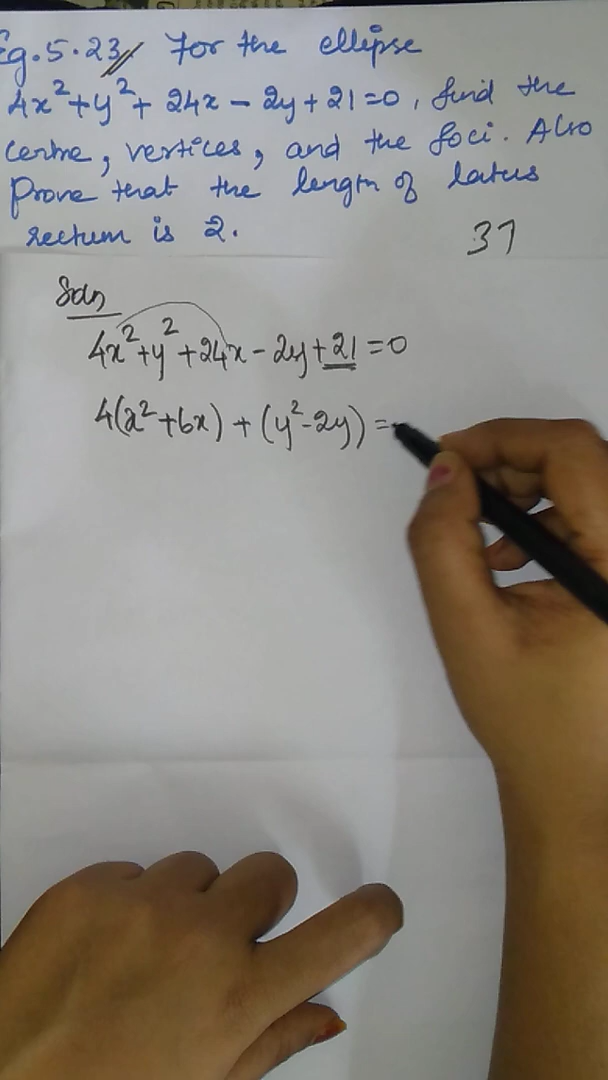 Eg.5.23 For the ellipse
4x²+y²+24x-2y+21=0, find the
centre, vertices, and the foci. Also
Prove that the length of latus
rectum is 2.
37
Soln
4x²+y²+24x-2y+21=0
4(x²+6x)+(y²-2y)=-